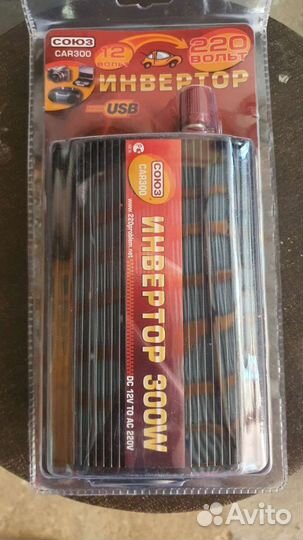 СОЮЗ
CAR300
12 ВОЛЬТ
220 ВОЛЬТ
ИНВЕРТОР
USB
СОЮЗ
CAR300
www.220problem.net
ИНВЕРТОР 300W
DC 12V TO AC 220V
Avito